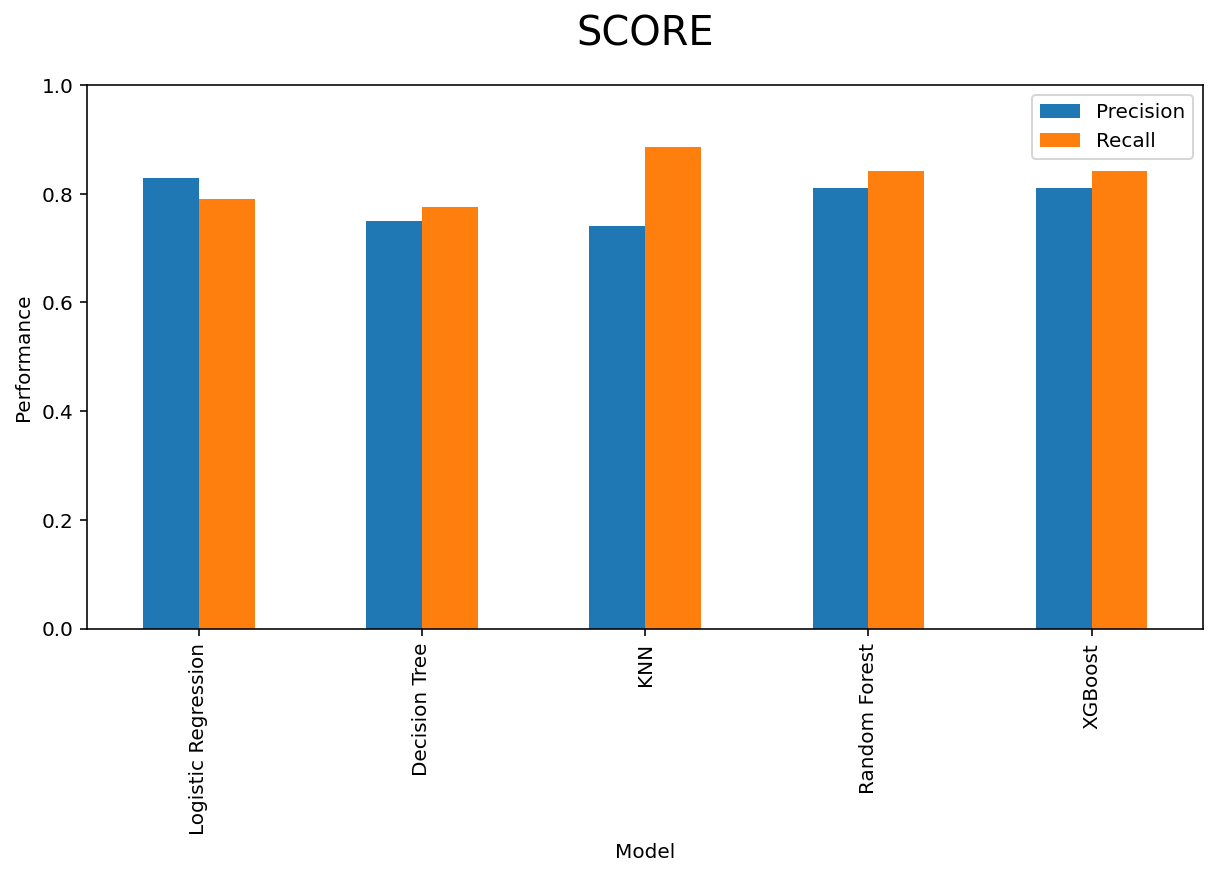 SCORE
Precision
Recall
Performance
1.0
0.8
0.6
0.4
0.2
0.0
Logistic Regression
Decision Tree
KNN
Random Forest
XGBoost
Model